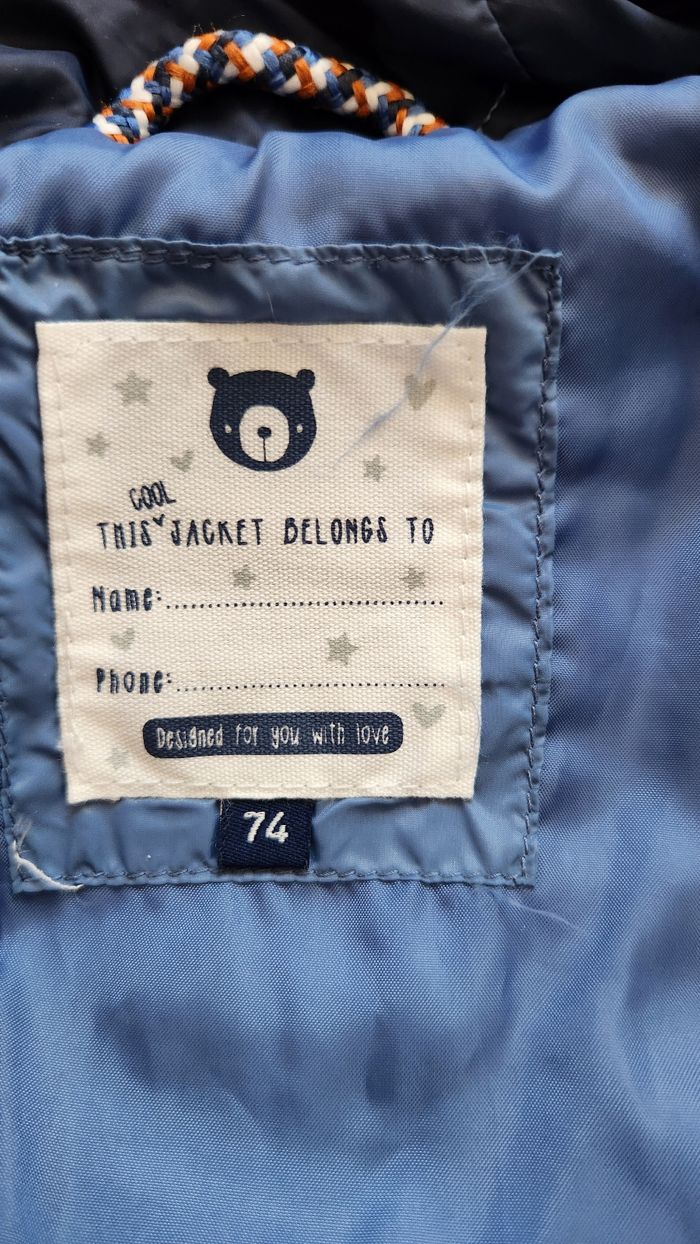 COOL
THIS JACKET BELONGS TO
Name:................................
Phone:................................
Designed for you with love
74